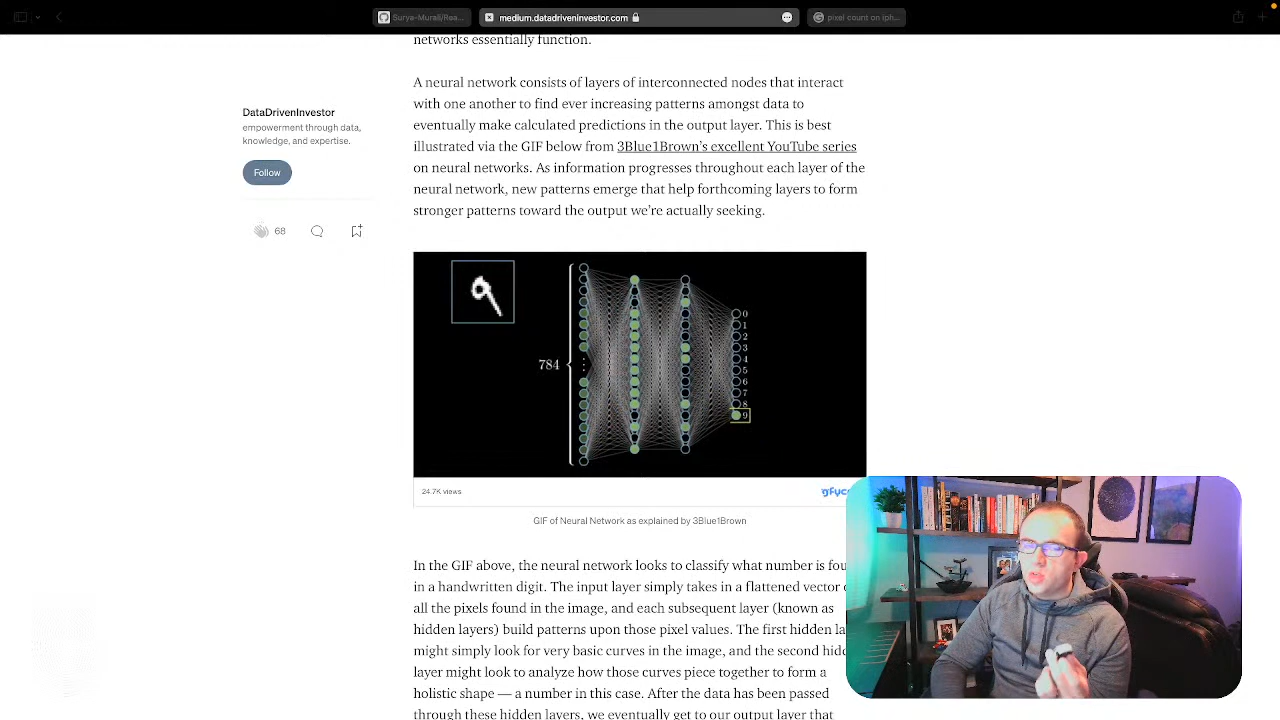 Surya-Murali/Rea...
medium.datadriveninvestor.com
pixel count on iph...
networks essentially function.
DataDrivenInvestor
empowerment through data,
knowledge, and expertise.
Follow
68
A neural network consists of layers of interconnected nodes that interact
with one another to find ever increasing patterns amongst data to
eventually make calculated predictions in the output layer. This is best
illustrated via the GIF below from 3Blue1Brown's excellent YouTube series
on neural networks. As information progresses throughout each layer of the
neural network, new patterns emerge that help forthcoming layers to form
stronger patterns toward the output we're actually seeking.
784
0
1
2
3
4
5
6
7
8
9
24.7K views
GIF of Neural Network as explained by 3Blue1Brown
In the GIF above, the neural network looks to classify what number is fou
in a handwritten digit. The input layer simply takes in a flattened vector
all the pixels found in the image, and each subsequent layer (known as
hidden layers) build patterns upon those pixel values. The first hidden la
might simply look for very basic curves in the image, and the second hidd
layer might look to analyze how those curves piece together to form a
holistic shape — a number in this case. After the data has been passed
through these hidden layers, we eventually get to our output layer that